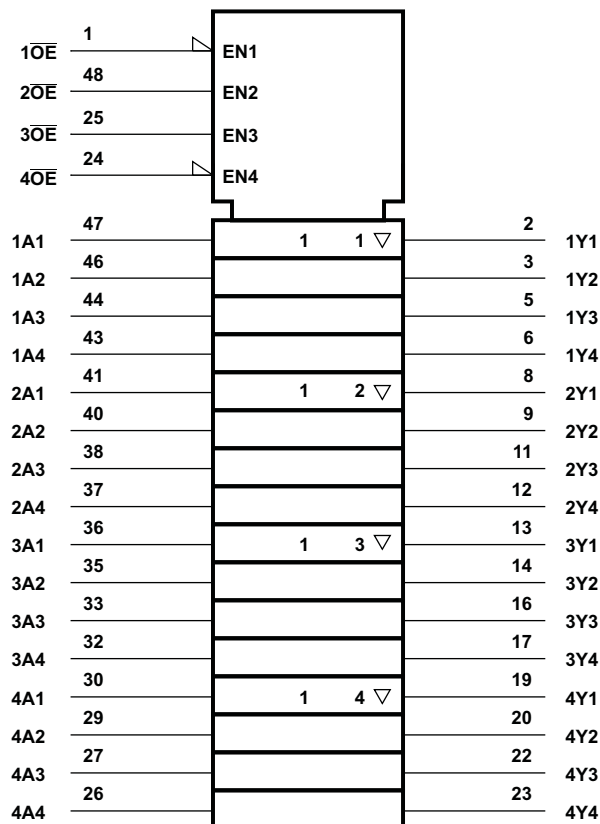 1 1O̅E̅ EN1
48 2O̅E̅ EN2
25 3O̅E̅ EN3
24 4O̅E̅ EN4
1A1 47 1 1 2 1Y1
1A2 46 3 1Y2
1A3 44 5 1Y3
1A4 43 6 1Y4
2A1 41 1 2 8 2Y1
2A2 40 9 2Y2
2A3 38 11 2Y3
2A4 37 12 2Y4
3A1 36 1 3 13 3Y1
3A2 35 14 3Y2
3A3 33 16 3Y3
3A4 32 17 3Y4
4A1 30 1 4 19 4Y1
4A2 29 20 4Y2
4A3 27 22 4Y3
4A4 26 23 4Y4